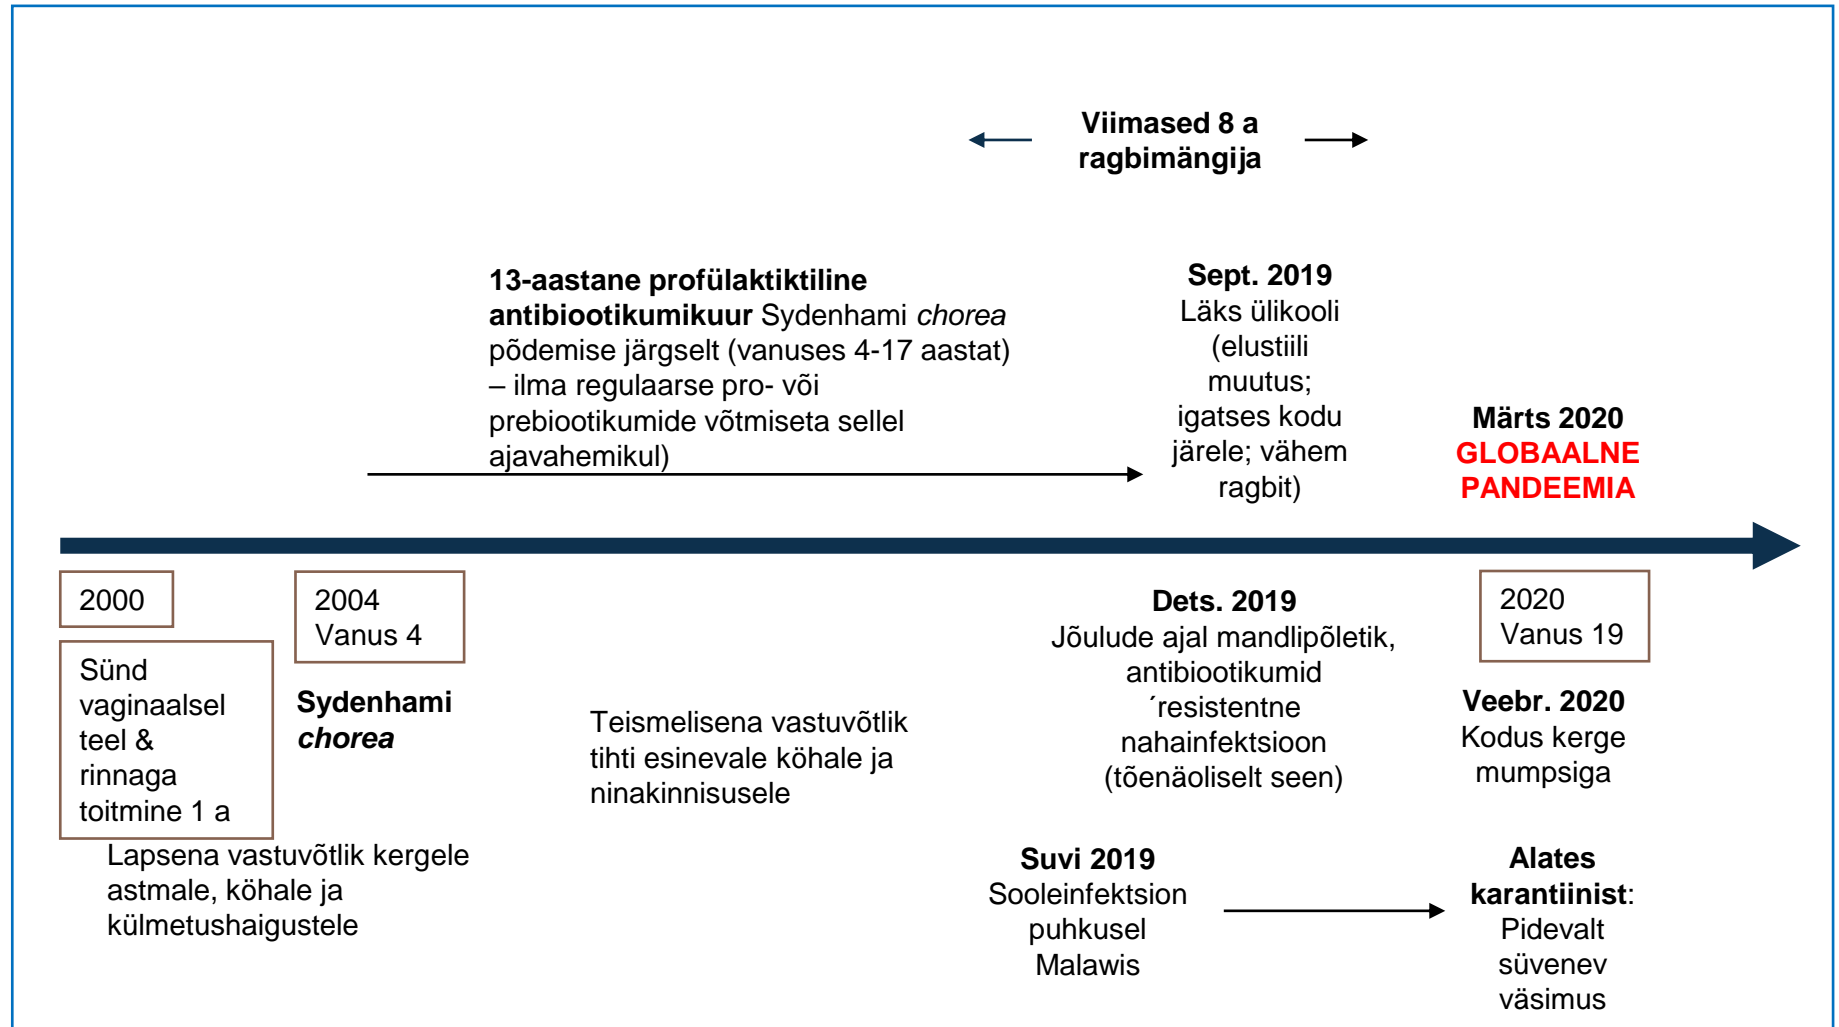 Viimased 8 a
ragbimängija
13-aastane profülaktiktiline
antibiootikumikuur Sydenhami chorea
põdemise järgselt (vanuses 4-17 aastat)
– ilma regulaarse pro- või
prebiootikumide võtmiseta sellel
ajavahemikul)
Sept. 2019
Läks ülikooli
(elustiili
muutus;
igatses kodu
järele; vähem
ragbit)
Märts 2020
GLOBAALNE
PANDEEMIA
2000
Sünd
vaginaalsel
teel &
rinnaga
toitmine 1 a
Lapsena vastuvõtlik kergele
astmale, köhale ja
külmetushaigustele
2004
Vanus 4
Sydenhami
chorea
Teismelisena vastuvõtlik
tihti esinevale köhale ja
ninakinnisusele
Dets. 2019
Jõulude ajal mandlipõletik,
antibiootikumid
´resistentne
nahainfektsioon
(tõenäoliselt seen)
Suvi 2019
Sooleinfektsion
puhkusel
Malawis
2020
Vanus 19
Veebr. 2020
Kodus kerge
mumpsiga
Alates
karantiinist:
Pidevalt
süvenev
väsimus